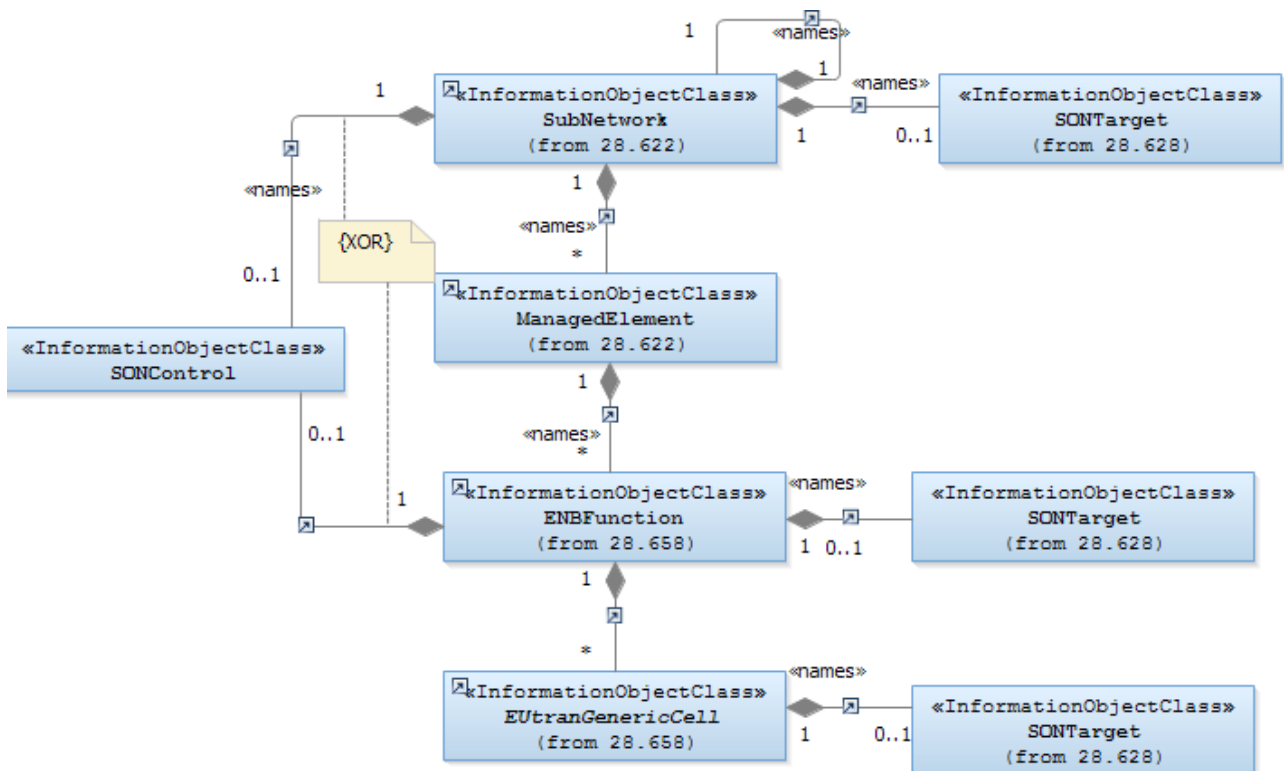 1
«names»
1
1
«InformationObjectClass»
SubNetwork
(from 28.622)
«names»
1
0..1
«InformationObjectClass»
SONTarget
(from 28.628)
«names»
0..1
{XOR}
1
«names»
*
«InformationObjectClass»
ManagedElement
(from 28.622)
«InformationObjectClass»
SONControl
0..1
1
1
«names»
*
«InformationObjectClass»
ENBFunction
(from 28.658)
«names»
1
0..1
«InformationObjectClass»
SONTarget
(from 28.628)
1
*
«InformationObjectClass»
EUtranGenericCell
(from 28.658)
«names»
1
0..1
«InformationObjectClass»
SONTarget
(from 28.628)